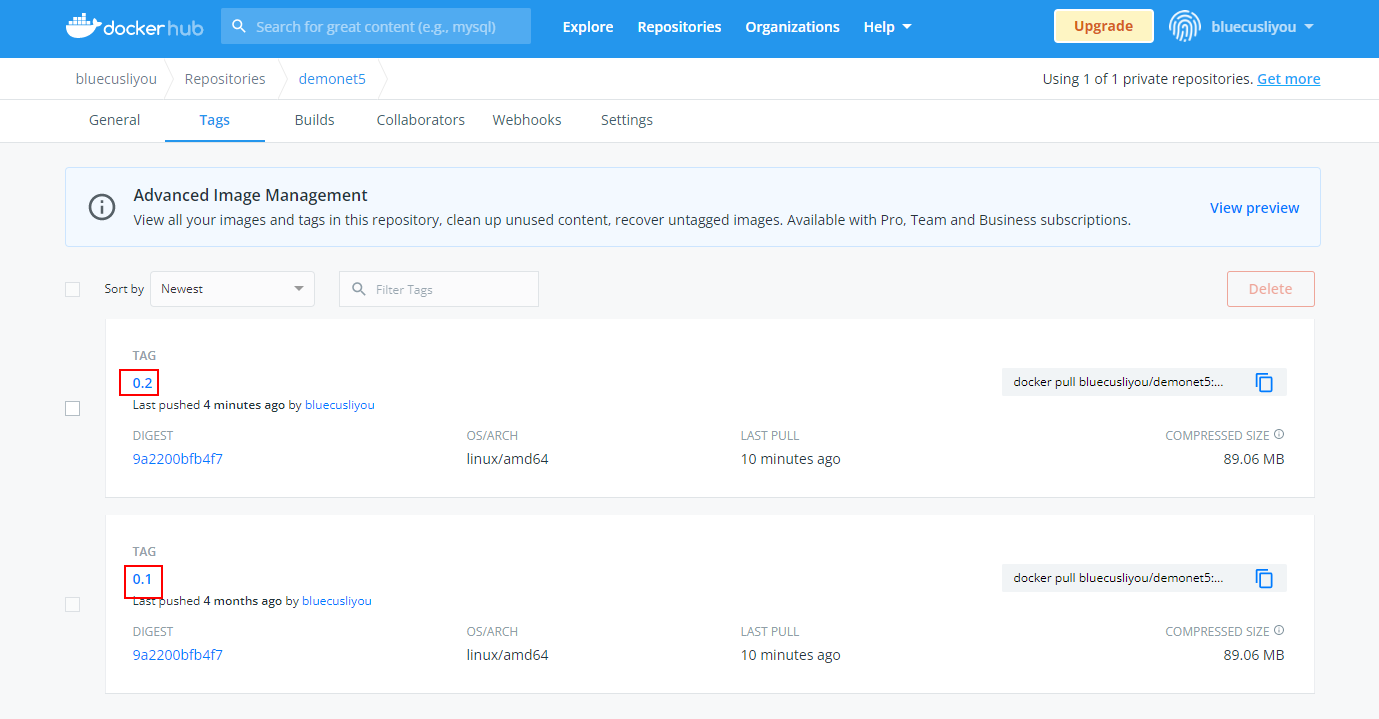 docker hub
Search for great content (e.g., mysql)
Explore
Repositories
Organizations
Help
Upgrade
bluecusliyou
bluecusliyou
Repositories
demonet5
Using 1 of 1 private repositories. Get more
General
Tags
Builds
Collaborators
Webhooks
Settings
Advanced Image Management
View all your images and tags in this repository, clean up unused content, recover untagged images. Available with Pro, Team and Business subscriptions.
View preview
Sort by
Newest
Filter Tags
Delete
TAG
0.2
docker pull bluecusliyou/demonet5:...
Last pushed 4 minutes ago by bluecusliyou
DIGEST
OS/ARCH
LAST PULL
COMPRESSED SIZE
9a2200bfb4f7
linux/amd64
10 minutes ago
89.06 MB
TAG
0.1
docker pull bluecusliyou/demonet5:...
Last pushed 4 months ago by bluecusliyou
DIGEST
OS/ARCH
LAST PULL
COMPRESSED SIZE
9a2200bfb4f7
linux/amd64
10 minutes ago
89.06 MB